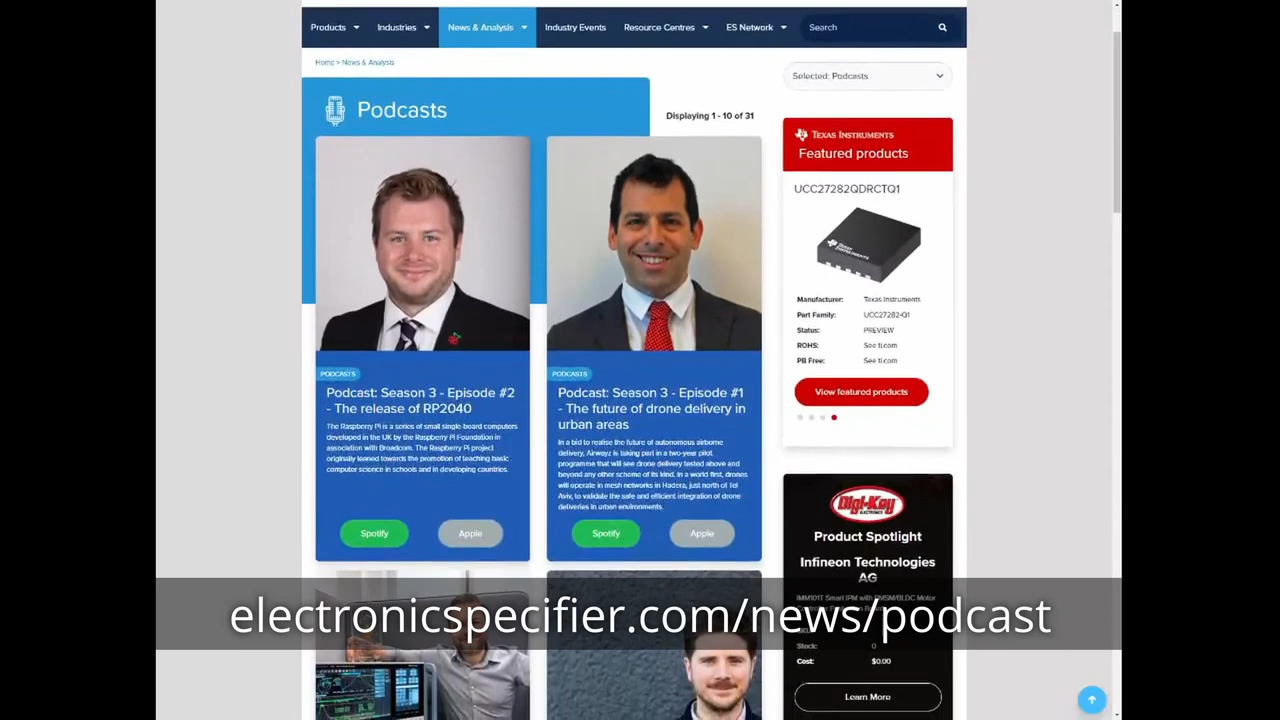 Products
Industries
News & Analysis
Industry Events
Resource Centres
ES Network
Search
Home > News & Analysis
Selected: Podcasts
Podcasts
Displaying 1 - 10 of 31
TEXAS INSTRUMENTS
Featured products
UCC27282QDRCTQ1
TEXAS
INSTRUMENTS
Manufacturer: Texas Instruments
Part Family: UCC27282-Q1
Status: PREVIEW
ROHS: See ti.com
PB Free: See ti.com
View featured products
PODCASTS
Podcast: Season 3 - Episode #2
- The release of RP2040
The Raspberry Pi is a series of small single-board computers
developed in the UK by the Raspberry Pi Foundation in
association with Broadcom. The Raspberry Pi project
originally leaned towards the promotion of teaching basic
computer science in schools and in developing countries.
Spotify
Apple
PODCASTS
Podcast: Season 3 - Episode #1
- The future of drone delivery in
urban areas
In a bid to realise the future of autonomous airborne
delivery, Airwayz is taking part in a two-year pilot
programme that will see drone delivery tested above and
beyond any other scheme of its kind. In a world first, drones
will operate in mesh networks in Hadera, just north of Tel
Aviv, to validate the safe and efficient integration of drone
deliveries in urban environments.
Spotify
Apple
Digi-Key
ELECTRONICS
Product Spotlight
Infineon Technologies
AG
IMM101T Smart IPM with PMSM/BLDC Motor
electronicspecifier.com/news/podcast
Stock: 0
Cost: $0.00
Learn More